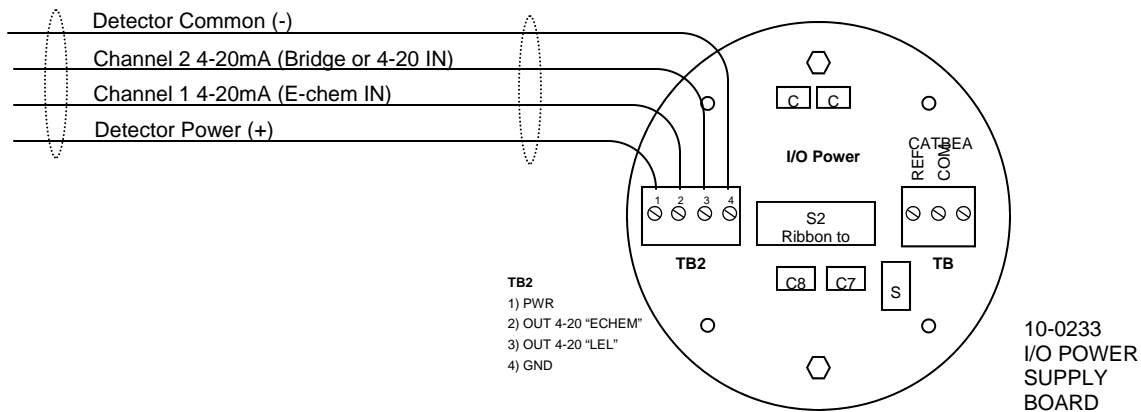 Detector Common (-)
Channel 2 4-20mA (Bridge or 4-20 IN)
Channel 1 4-20mA (E-chem IN)
Detector Power (+)
C C
I/O Power
CATBEA
REF
COM
1 2 3 4
S2
Ribbon to
TB2
TB
C8 C7
S
TB2
1) PWR
2) OUT 4-20 “ECHEM”
3) OUT 4-20 “LEL”
4) GND
10-0233
I/O POWER
SUPPLY
BOARD